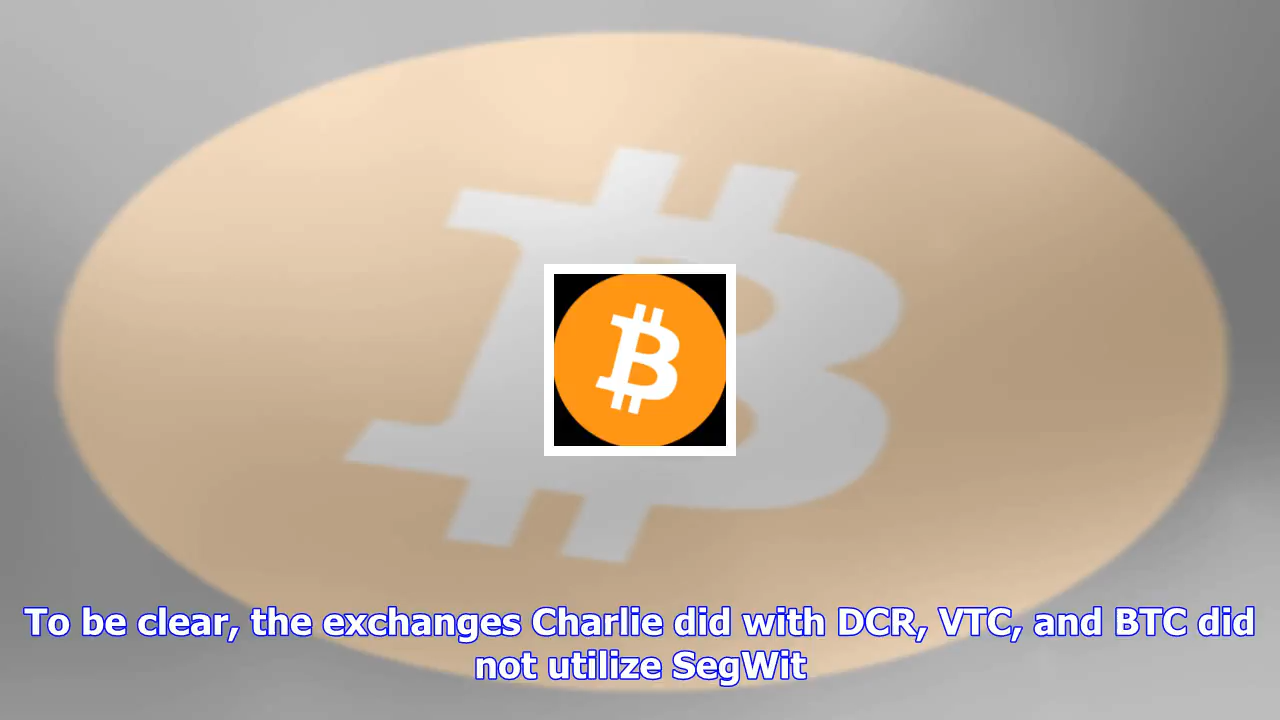 To be clear, the exchanges Charlie did with DCR, VTC, and BTC did
not utilize SegWit